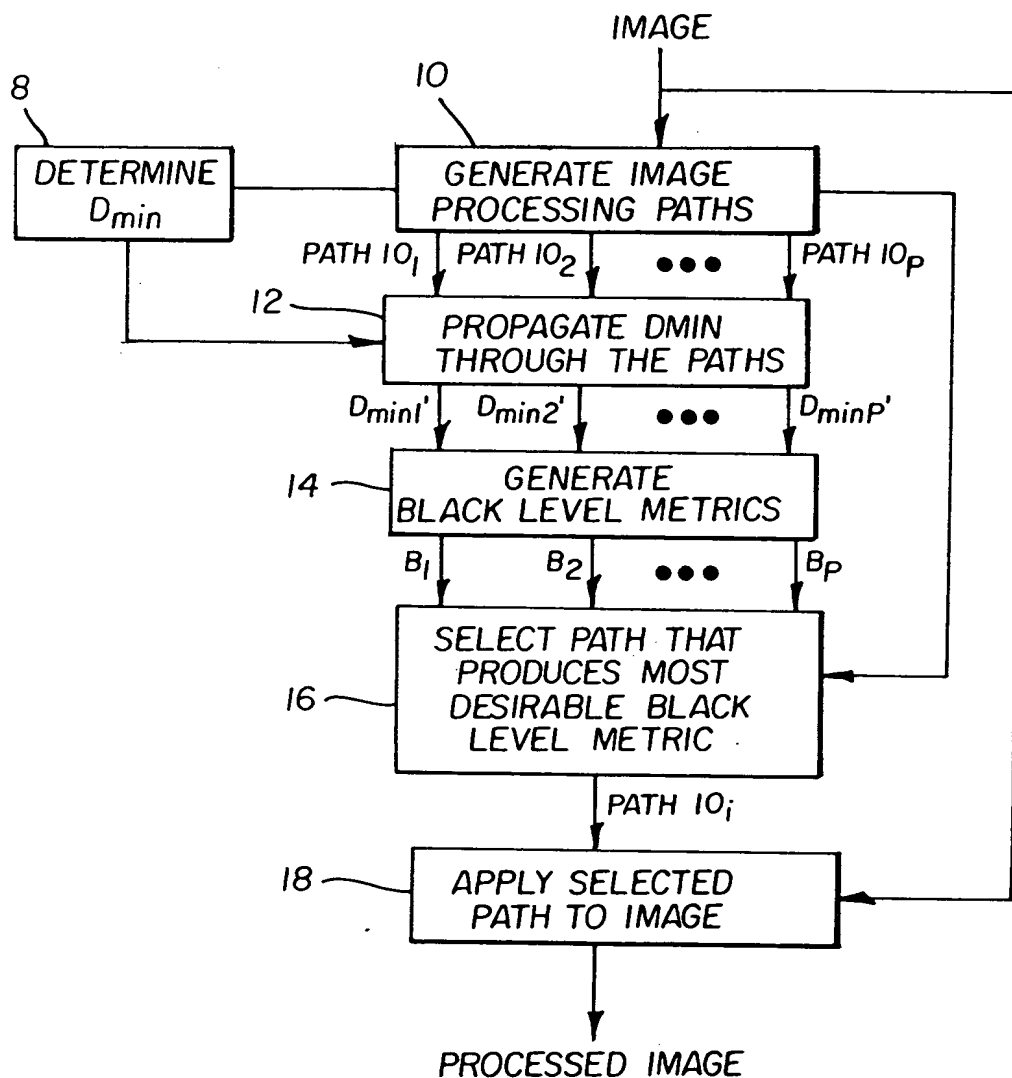 IMAGE
8
10
DETERMINE
Dmin
GENERATE IMAGE
PROCESSING PATHS
PATH 10₁ PATH 10₂ ●●● PATH 10P
12
PROPAGATE DMIN
THROUGH THE PATHS
Dmin1' Dmin2' ●●● DminP'
14
GENERATE
BLACK LEVEL METRICS
B₁ B₂ ●●● BP
16
SELECT PATH THAT
PRODUCES MOST
DESIRABLE BLACK
LEVEL METRIC
PATH 10i
18
APPLY SELECTED
PATH TO IMAGE
PROCESSED IMAGE